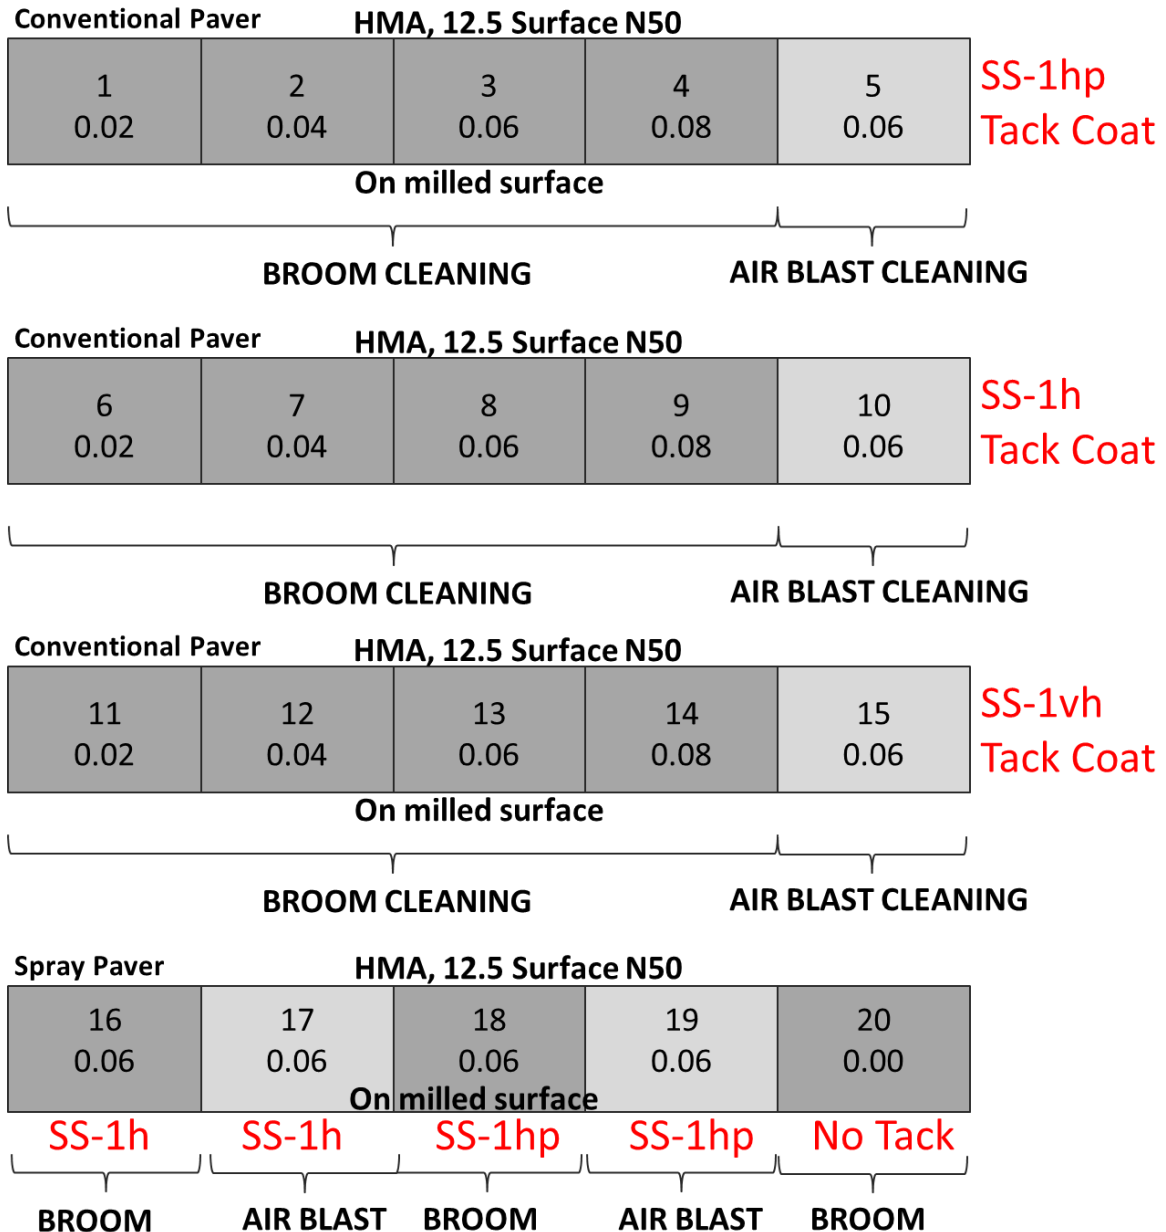 Conventional Paver HMA, 12.5 Surface N50
1 2 3 4 5 SS-1hp
0.02 0.04 0.06 0.08 0.06 Tack Coat
On milled surface
BROOM CLEANING AIR BLAST CLEANING
Conventional Paver HMA, 12.5 Surface N50
6 7 8 9 10 SS-1h
0.02 0.04 0.06 0.08 0.06 Tack Coat
BROOM CLEANING AIR BLAST CLEANING
Conventional Paver HMA, 12.5 Surface N50
11 12 13 14 15 SS-1vh
0.02 0.04 0.06 0.08 0.06 Tack Coat
On milled surface
BROOM CLEANING AIR BLAST CLEANING
Spray Paver HMA, 12.5 Surface N50
16 17 18 19 20
0.06 0.06 0.06 0.06 0.00
On milled surface
SS-1h SS-1h SS-1hp SS-1hp No Tack
BROOM AIR BLAST BROOM AIR BLAST BROOM